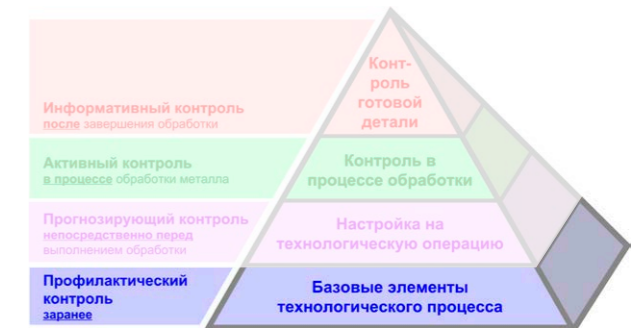 Конт-
роль
готовой
детали
Информативный контроль
после завершения обработки
Активный контроль
в процессе обработки металла
Контроль в
процессе обработки
Прогнозирующий контроль
непосредственно перед
выполнением обработки
Настройка на
технологическую операцию
Профилактический
контроль
заранее
Базовые элементы
технологического процесса